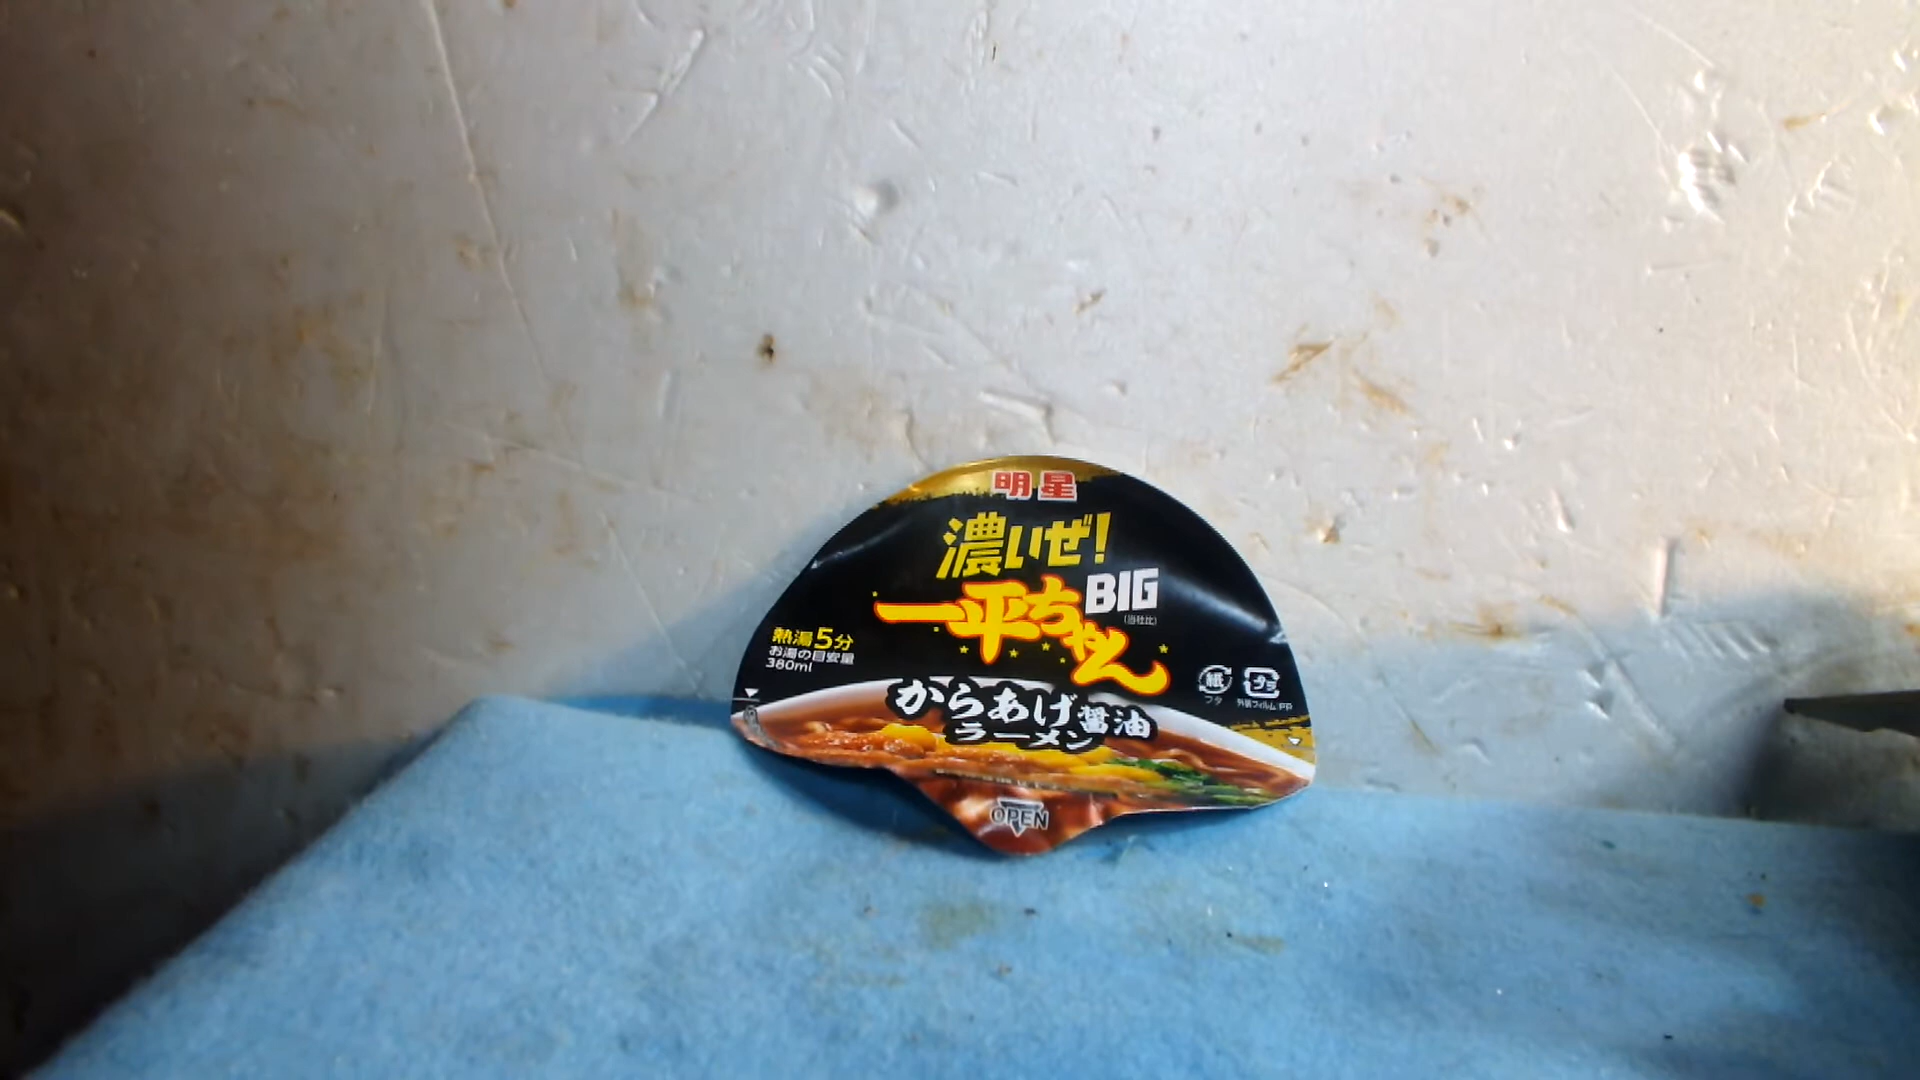 明星
濃いぜ!
一平ちゃん BIG
(当社比)
熱湯5分
お湯の目安量
380ml
紙
フタ
プラ
外装フィルム:PP
からあげ醤油
ラーメン
OPEN